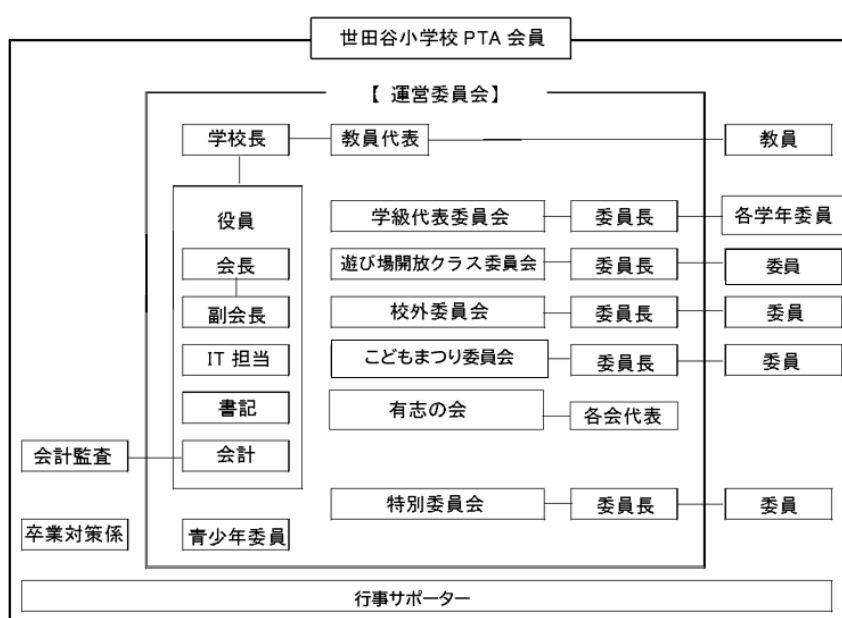 世田谷小学校 PTA 会員
【 運営委員会】
学校長
教員代表
教員
役員
学級代表委員会
委員長
各学年委員
会長
遊び場開放クラス委員会
委員長
委員
副会長
校外委員会
委員長
委員
IT 担当
こどもまつり委員会
委員長
委員
書記
有志の会
各会代表
会計監査
会計
特別委員会
委員長
委員
卒業対策係
青少年委員
行事サポーター